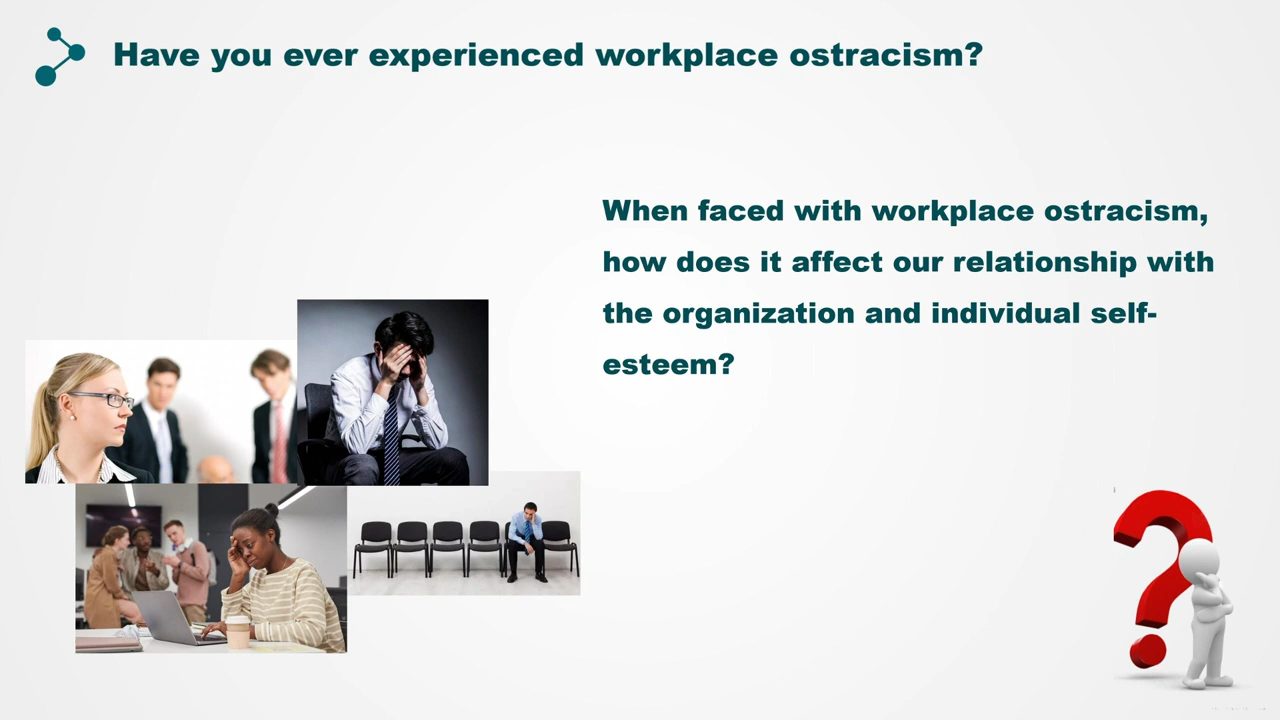 Have you ever experienced workplace ostracism?
When faced with workplace ostracism,
how does it affect our relationship with
the organization and individual self-
esteem?